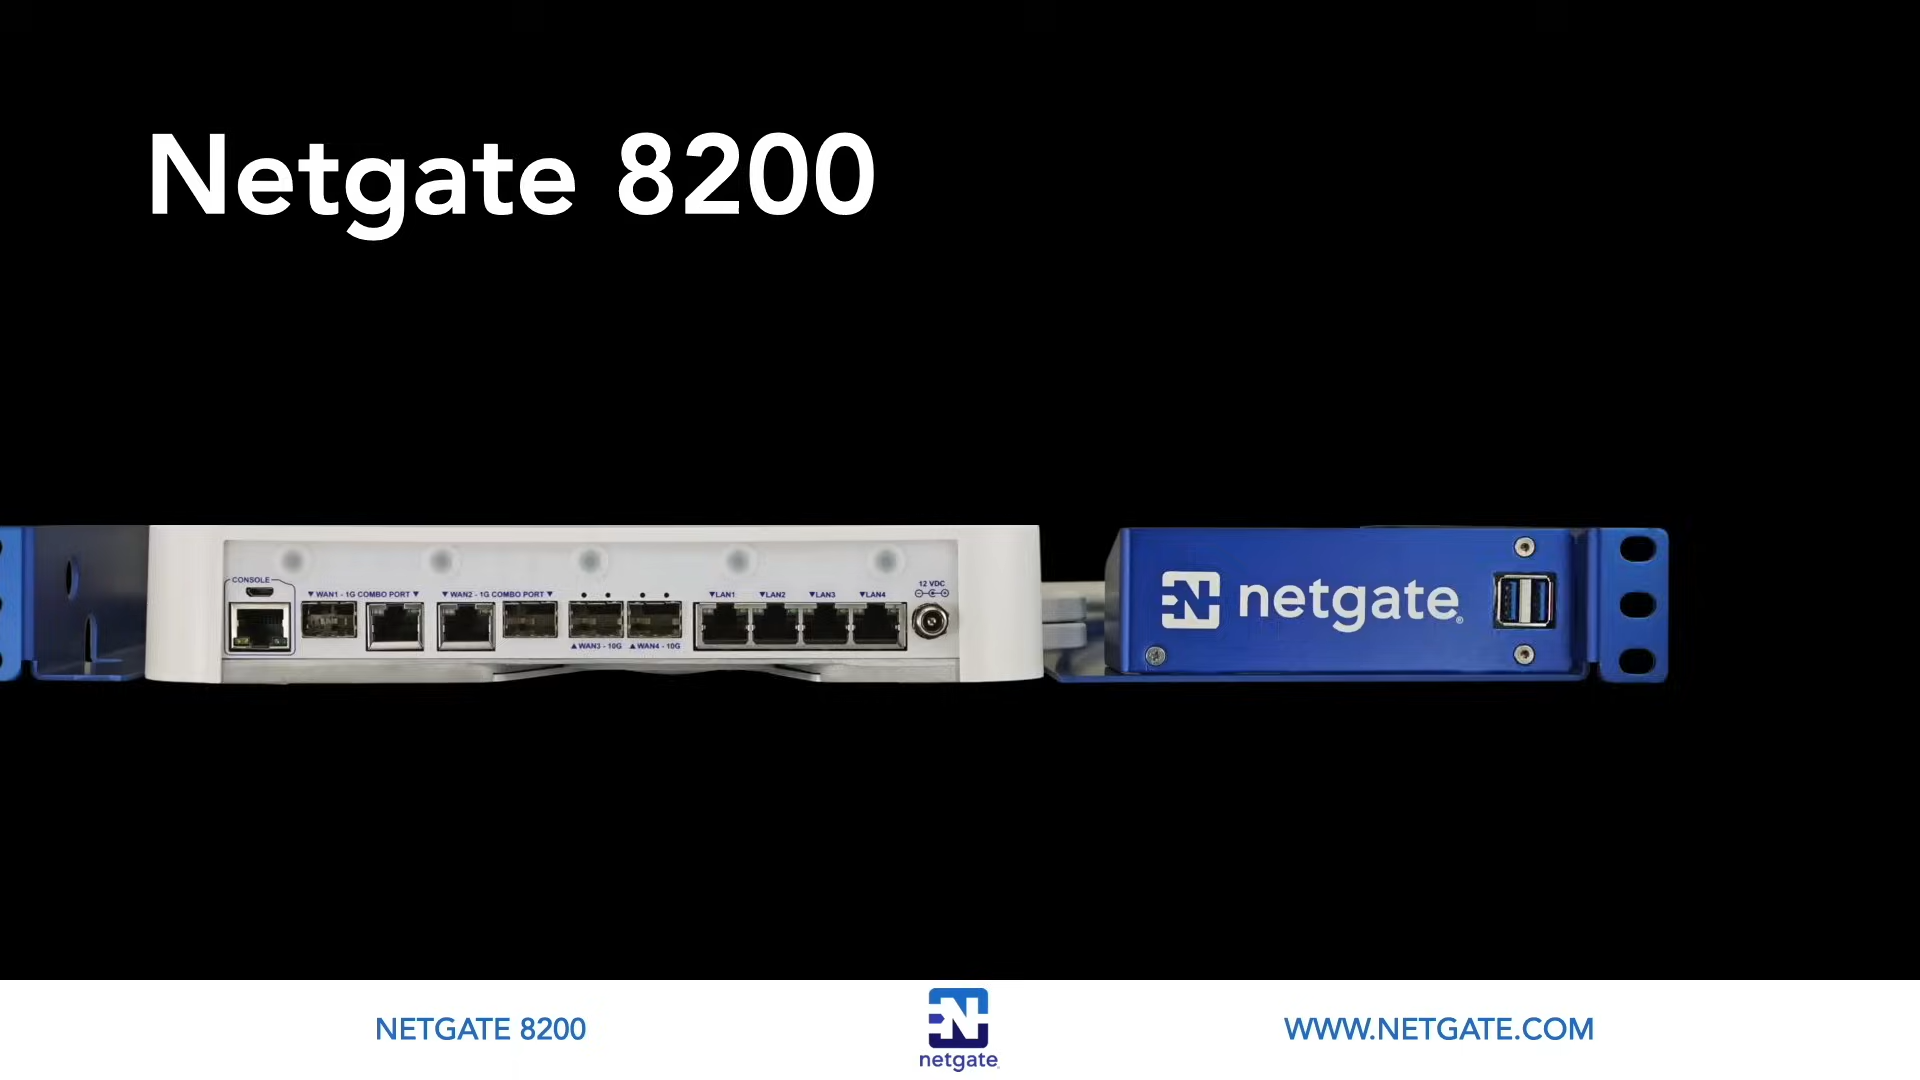 Netgate 8200
CONSOLE
▼ WAN1 - 1G COMBO PORT ▼
▼ WAN2 - 1G COMBO PORT ▼
▲WAN3 - 10G
▲WAN4 - 10G
▼LAN1
▼LAN2
▼LAN3
▼LAN4
12 VDC
netgate®
NETGATE 8200
netgate
WWW.NETGATE.COM